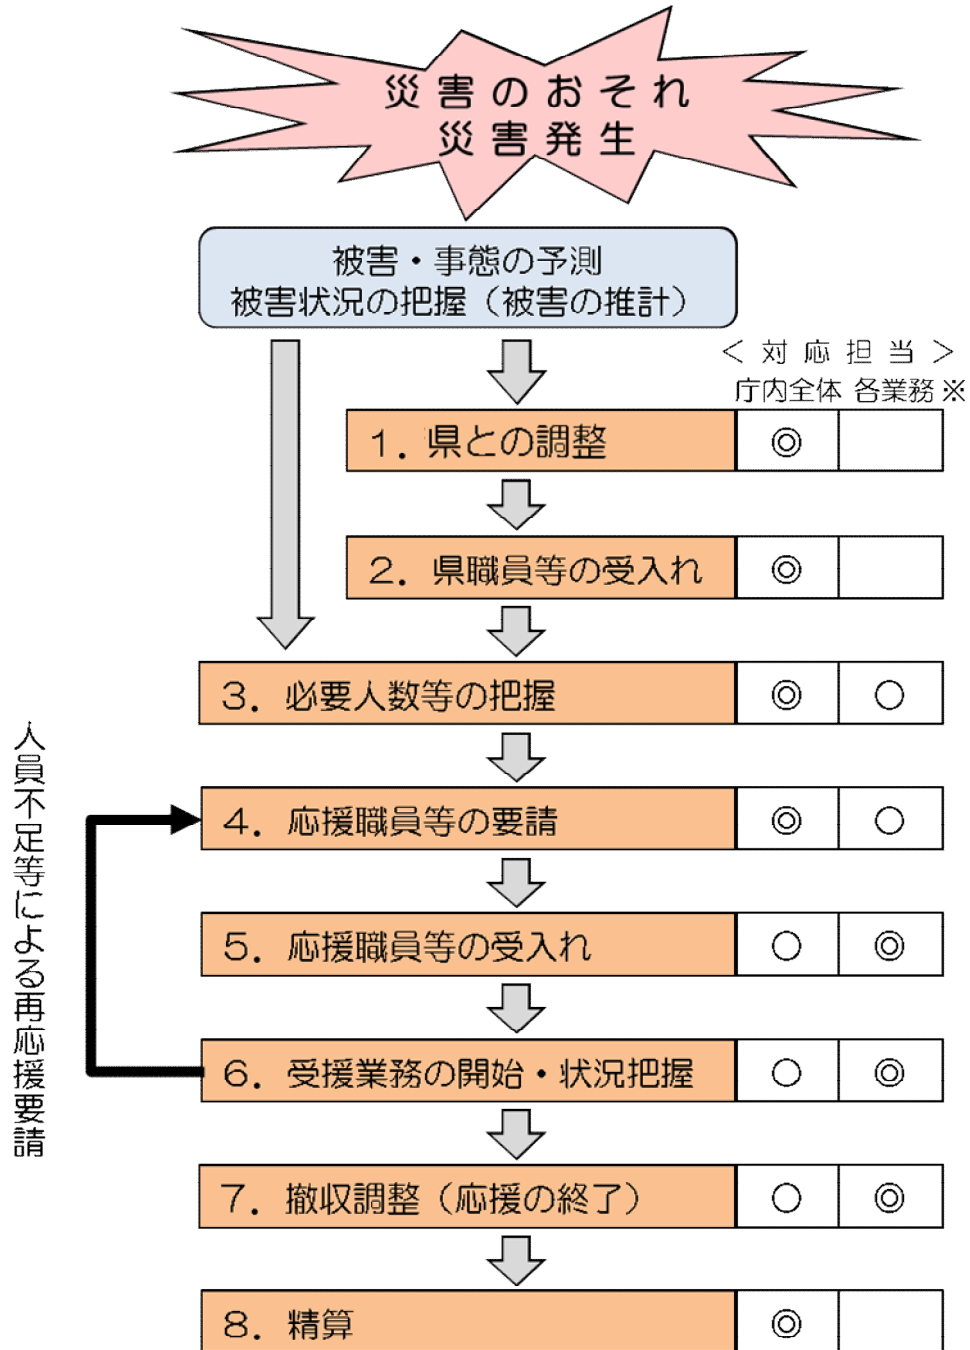 災害のおそれ
災害発生
被害・事態の予測
被害状況の把握（被害の推計）
＜対応担当＞
庁内全体 各業務※
1．県との調整 ◎
2．県職員等の受入れ ◎
3．必要人数等の把握 ◎ ○
4．応援職員等の要請 ◎ ○
5．応援職員等の受入れ ○ ◎
6．受援業務の開始・状況把握 ○ ◎
7．撤収調整（応援の終了） ○ ◎
8．精算 ◎
人員不足等による再応援要請